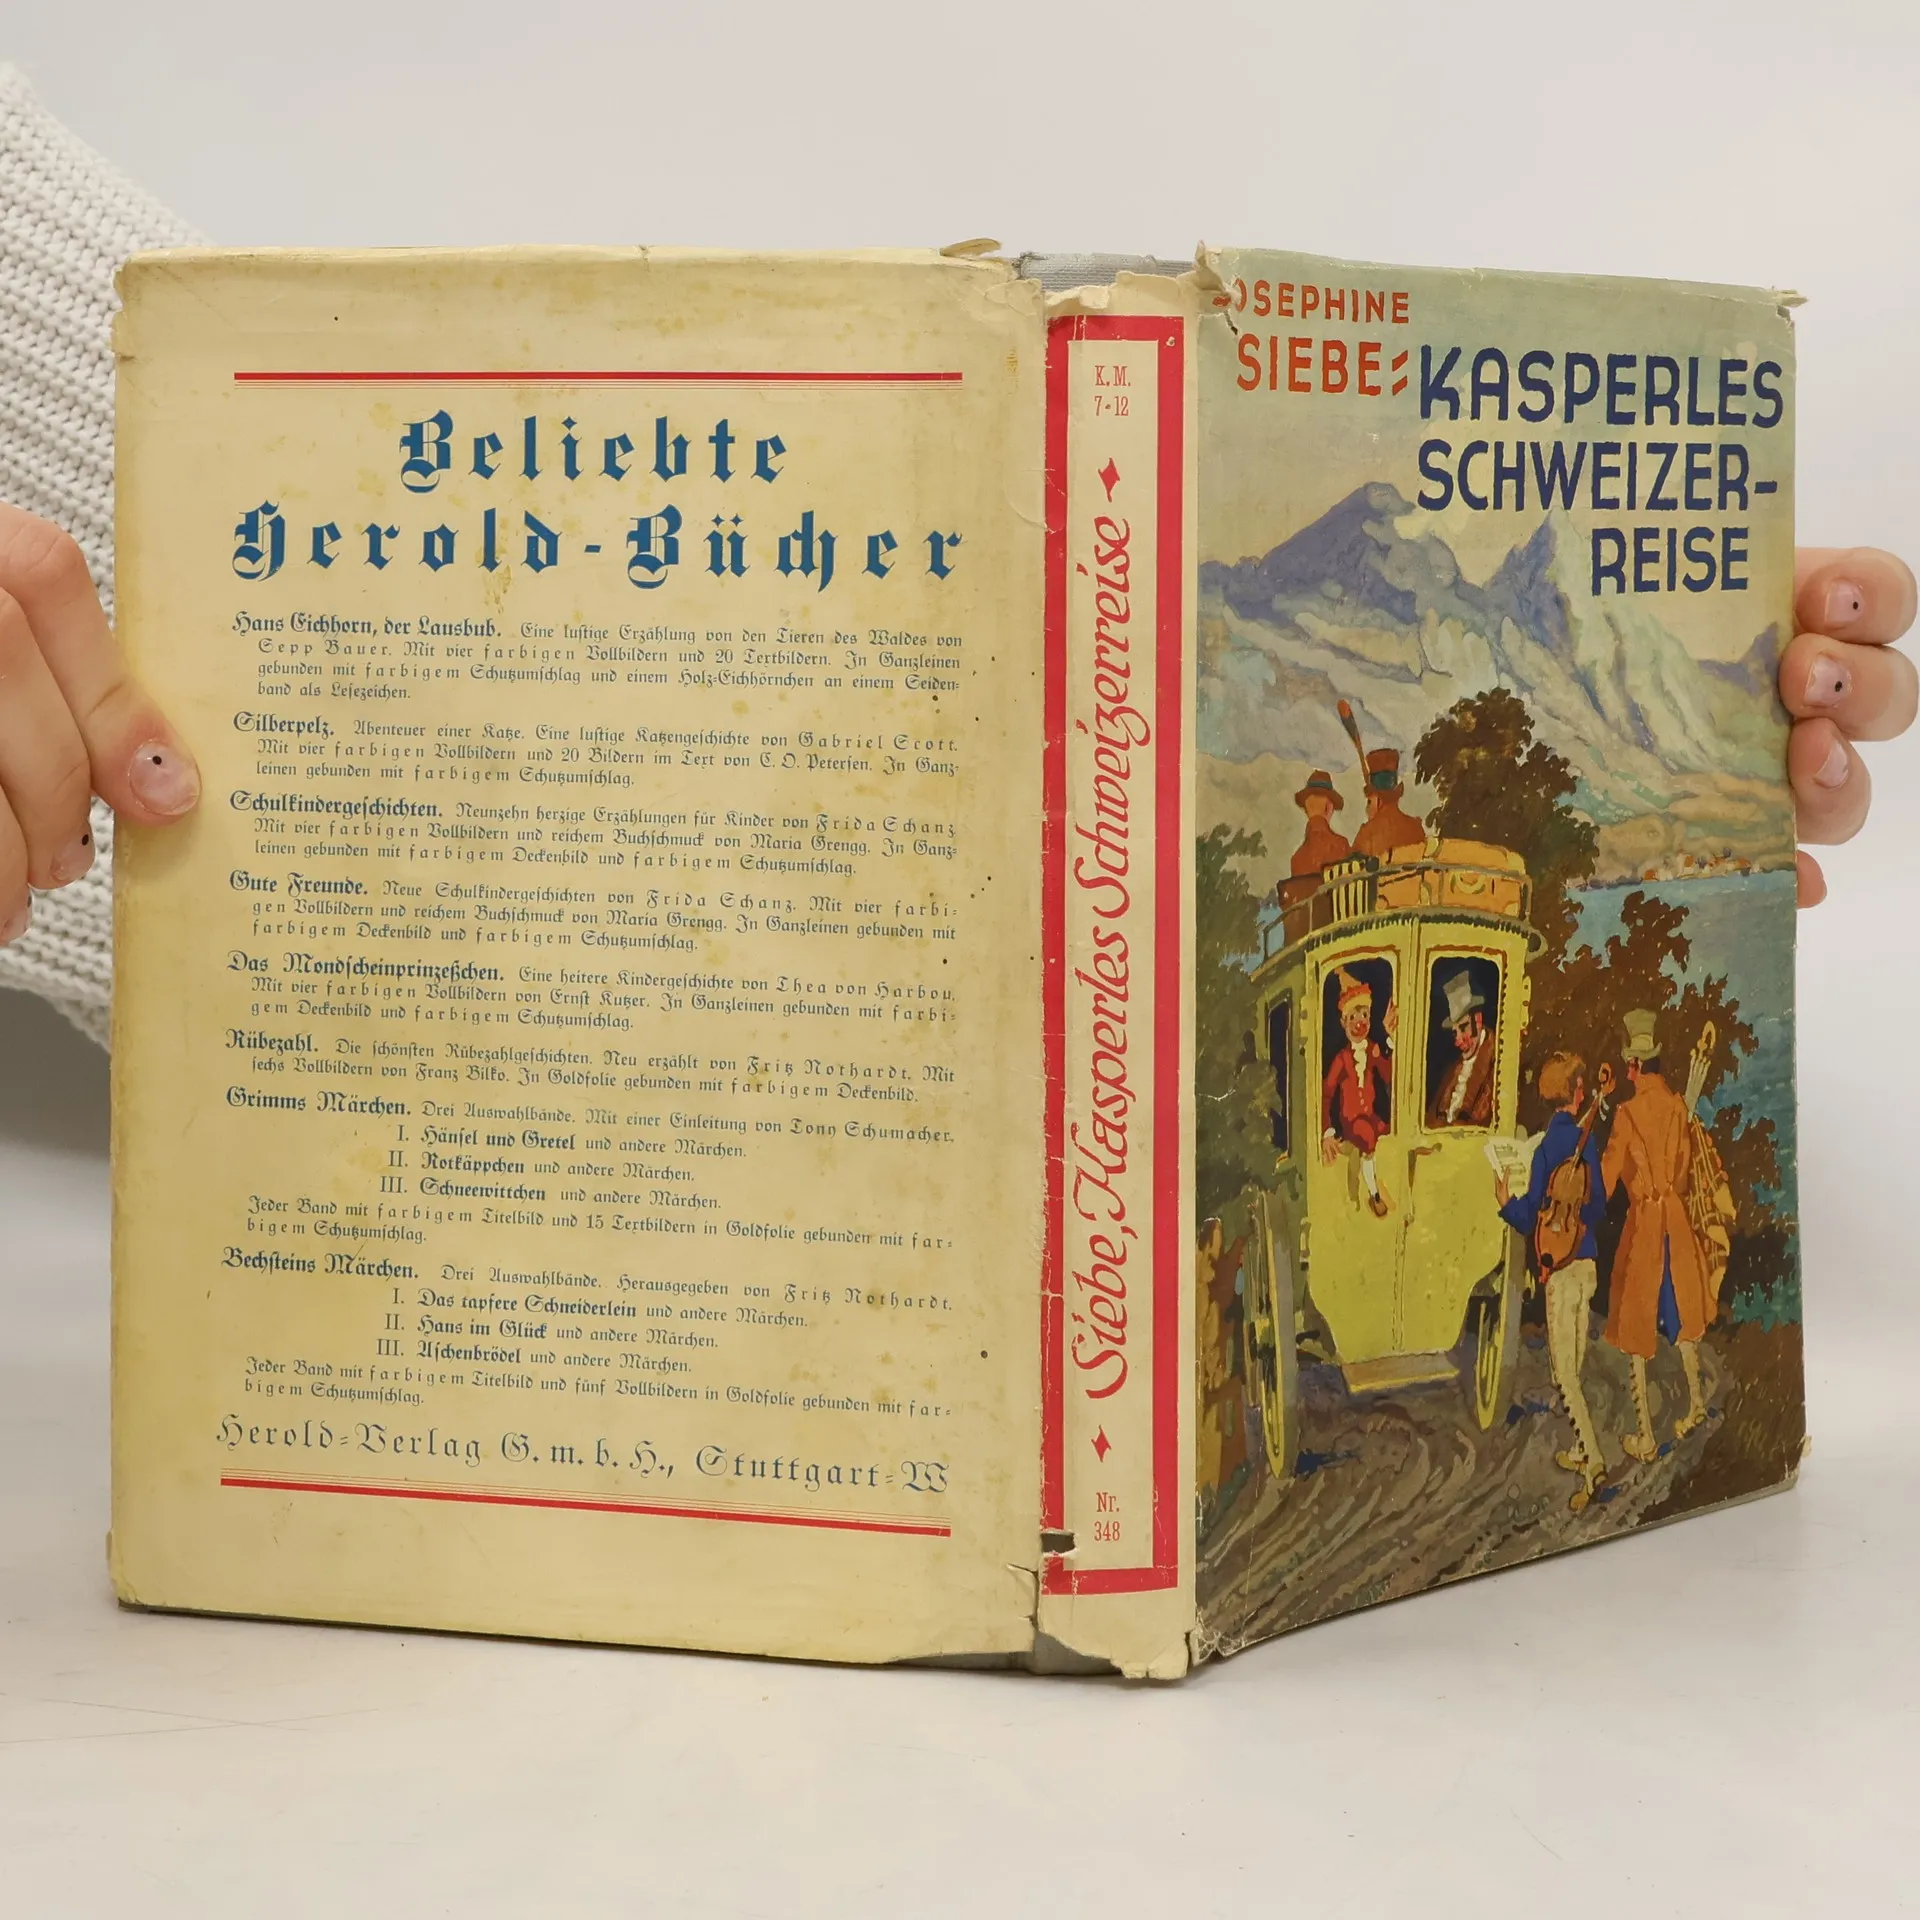 Beliebte
Herold-Bücher
Hans Eichhorn, der Lausbub. Eine lustige Erzählung von den Tieren des Waldes von
Sepp Bauer. Mit vier farbigen Vollbildern und 20 Textbildern. In Ganzleinen
gebunden mit farbigem Schutzumschlag und einem Holz-Eichhörnchen an einem Seiden-
band als Lesezeichen.
Silberpelz. Abenteuer einer Katze. Eine lustige Katzengeschichte von Gabriel Scott.
Mit vier farbigen Vollbildern und 20 Bildern im Text von C. O. Petersen. In Ganz-
leinen gebunden mit farbigem Schutzumschlag.
Schulkindergeschichten. Neunzehn herzige Erzählungen für Kinder von Frida Schanz
Mit vier farbigen Vollbildern und reichem Buchschmuck von Maria Grengg. In Ganz-
leinen gebunden mit farbigem Deckenbild und farbigem Schutzumschlag.
Gute Freunde. Neue Schulkindergeschichten von Frida Schanz. Mit vier farbi-
gen Vollbildern und reichem Buchschmuck von Maria Grengg. In Ganzleinen gebunden mit
farbigem Deckenbild und farbigem Schutzumschlag.
Das Mondscheinprinzeßchen. Eine heitere Kindergeschichte von Thea von Harbou.
Mit vier farbigen Vollbildern von Ernst Kutzer. In Ganzleinen gebunden mit farbi-
gem Deckenbild und farbigem Schutzumschlag.
Rübezahl. Die schönsten Rübezahlgeschichten. Neu erzählt von Fritz Nothardt. Mit
sechs Vollbildern von Franz Bilko. In Goldfolie gebunden mit farbigem Deckenbild.
Grimms Märchen. Drei Auswahlbände. Mit einer Einleitung von Tony Schumacher.
I. Hänsel und Gretel und andere Märchen.
II. Rotkäppchen und andere Märchen.
III. Schneewittchen und andere Märchen.
Jeder Band mit farbigem Titelbild und 15 Textbildern in Goldfolie gebunden mit far-
bigem Schutzumschlag.
Bechsteins Märchen. Drei Auswahlbände. Herausgegeben von Fritz Nothardt.
I. Das tapfere Schneiderlein und andere Märchen.
II. Hans im Glück und andere Märchen.
III. Aschenbrödel und andere Märchen.
Jeder Band mit farbigem Titelbild und fünf Vollbildern in Goldfolie gebunden mit far-
bigem Schutzumschlag.
Herold-Verlag G. m. b. H., Stuttgart-W
K. M.
7-12
Siebe, Kasperles Schweizerreise
Nr.
348
JOSEPHINE
SIEBE:
KASPERLES
SCHWEIZER-
REISE